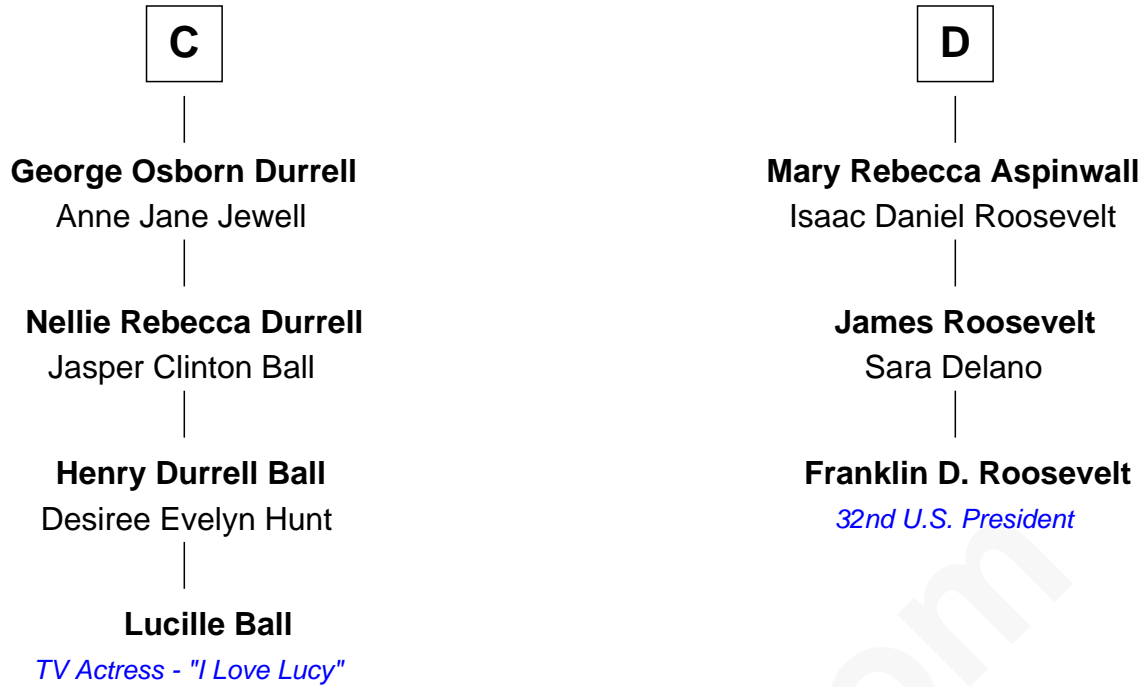 C
George Osborn Durrell
Anne Jane Jewell
Nellie Rebecca Durrell
Jasper Clinton Ball
Henry Durrell Ball
Desiree Evelyn Hunt
Lucille Ball
TV Actress - "I Love Lucy"
D
Mary Rebecca Aspinwall
Isaac Daniel Roosevelt
James Roosevelt
Sara Delano
Franklin D. Roosevelt
32nd U.S. President
om